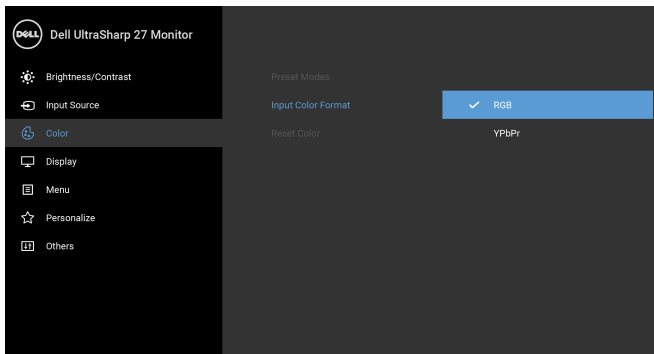 DELL Dell UltraSharp 27 Monitor
Brightness/Contrast
Input Source
Color
Display
Menu
Personalize
Others
Preset Modes
Input Color Format
Reset Color
RGB
YPbPr